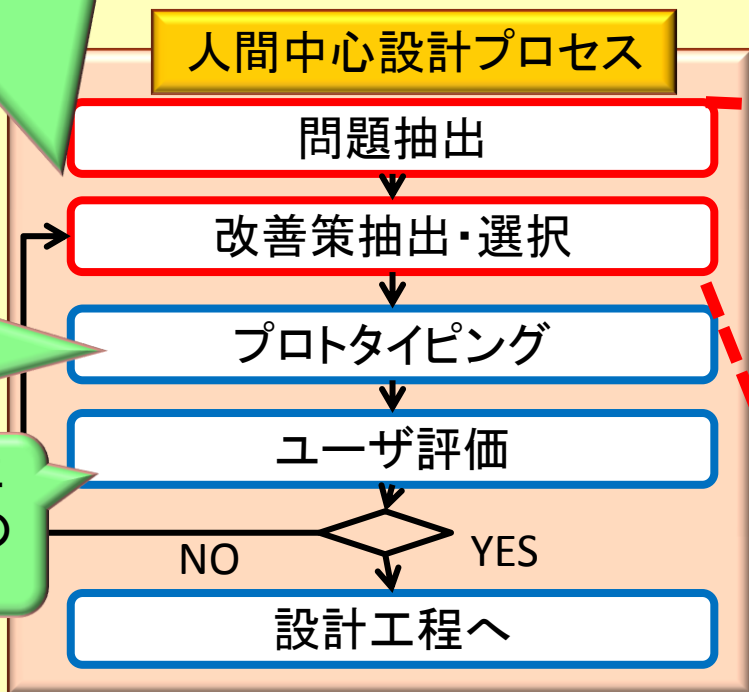 人間中心設計プロセス
問題抽出
改善策抽出・選択
プロトタイピング
ユーザ評価
の
NO
YES
設計工程へ